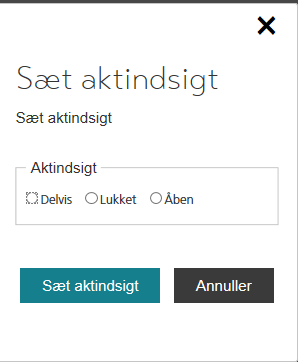 Sæt aktindsigt
Sæt aktindsigt
Aktindsigt
Delvis Lukket Åben
Sæt aktindsigt Annuller